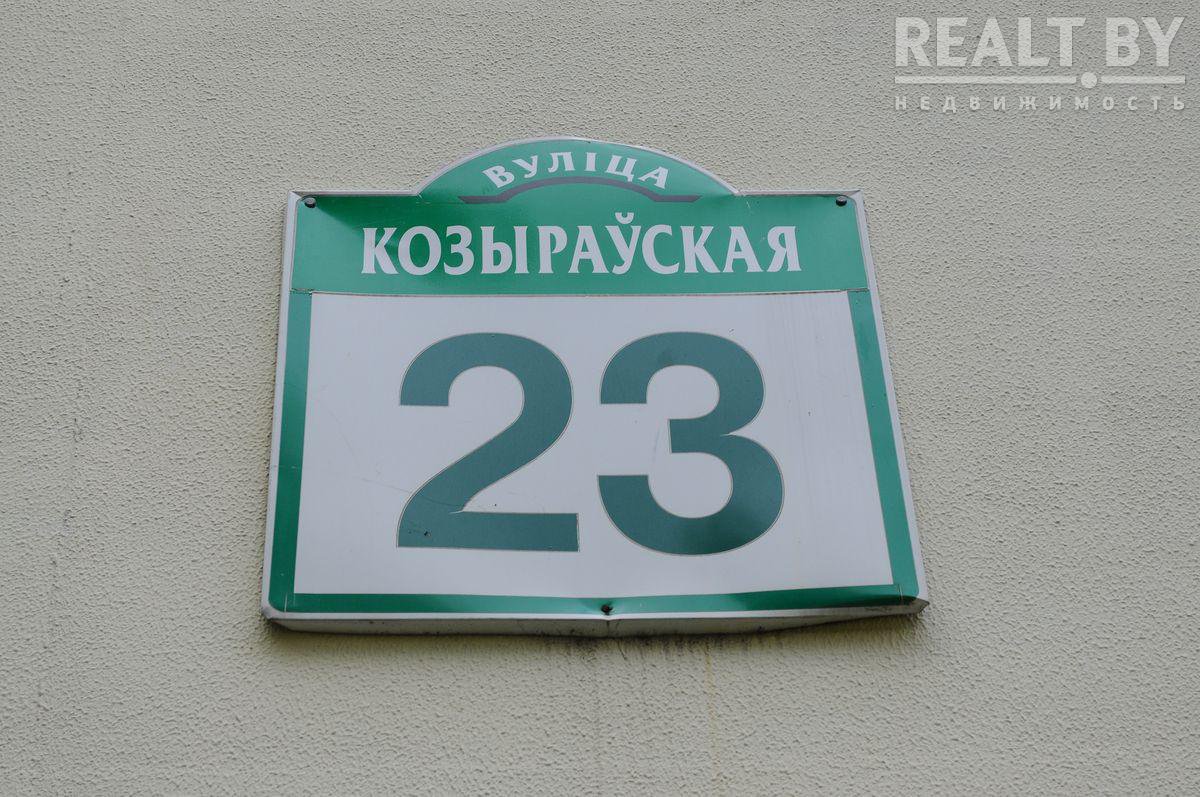 REALT.BY
недвижимость
ВУЛІЦА
КОЗЫРАЎСКАЯ
23